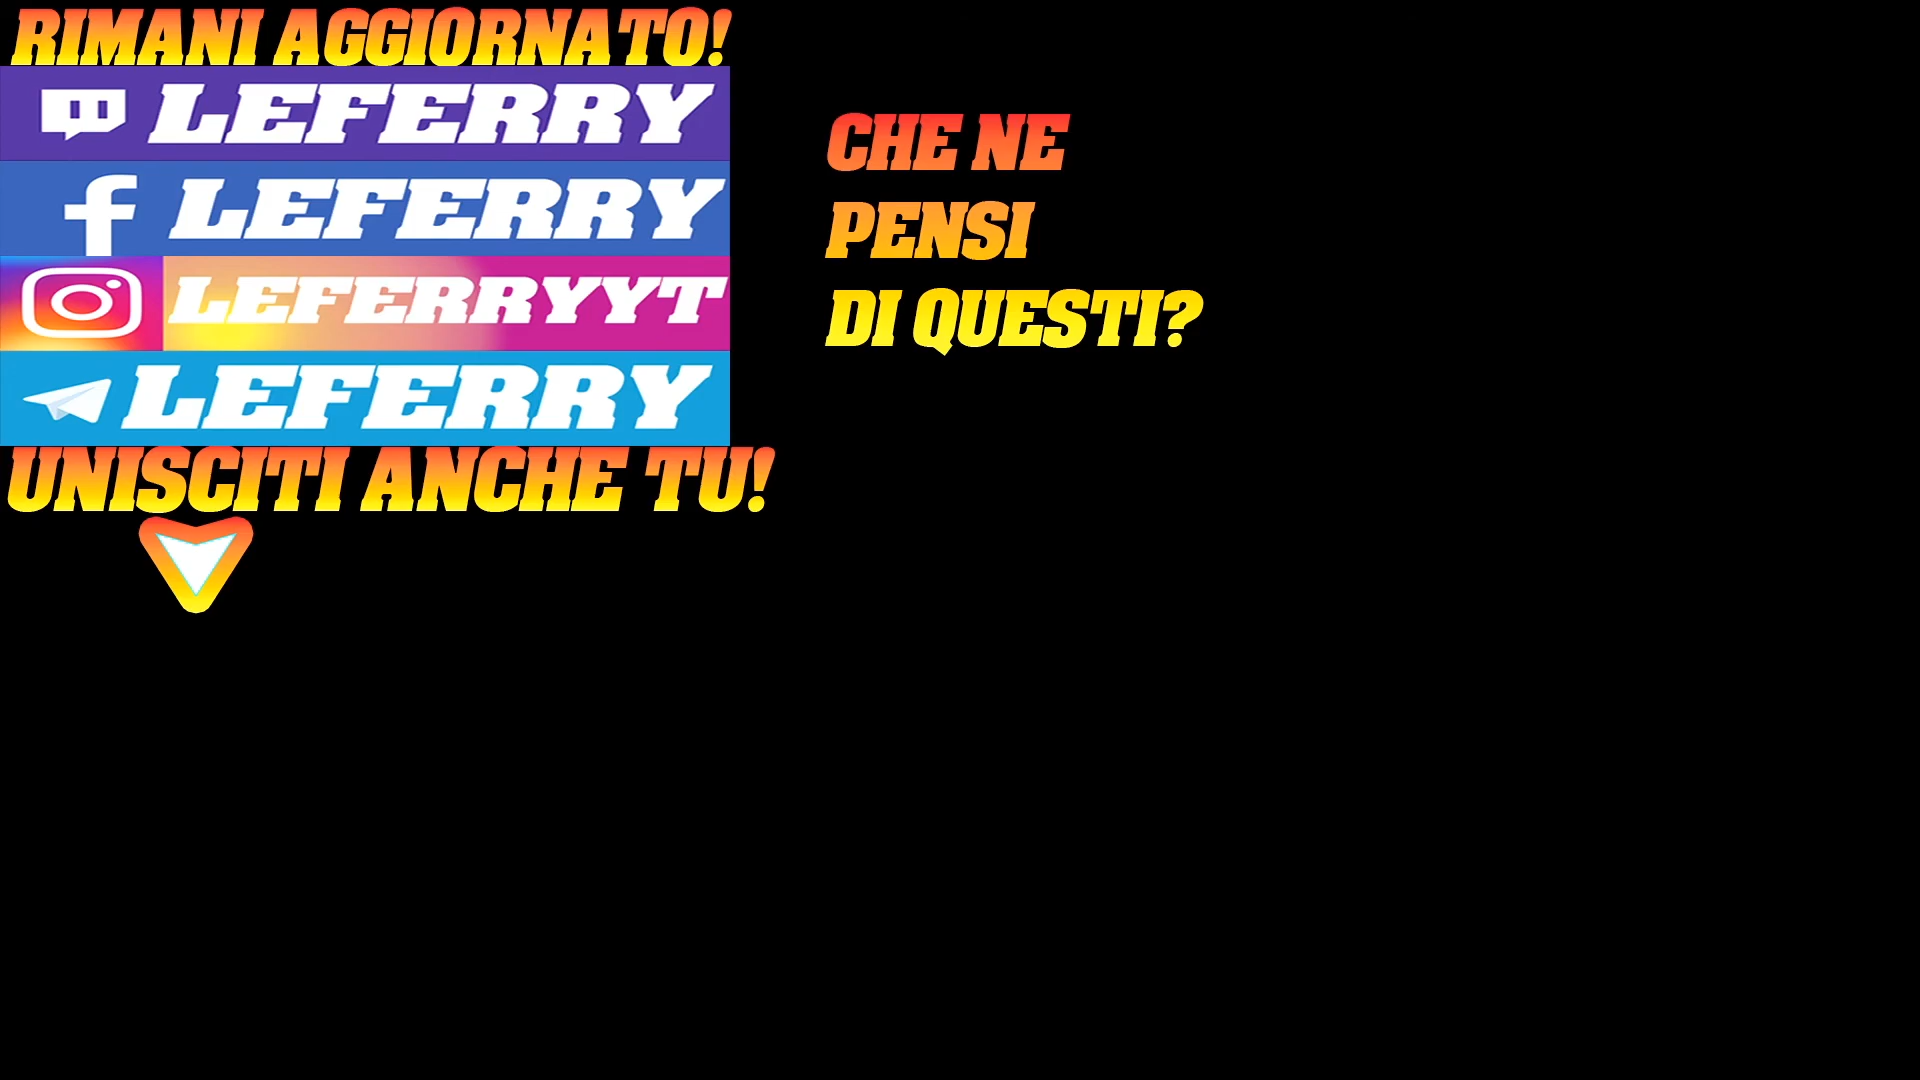 RIMANI AGGIORNATO!
LEFERRY
LEFERRY
LEFERRYYT
LEFERRY
UNISCITI ANCHE TU!
CHE NE
PENSI
DI QUESTI?